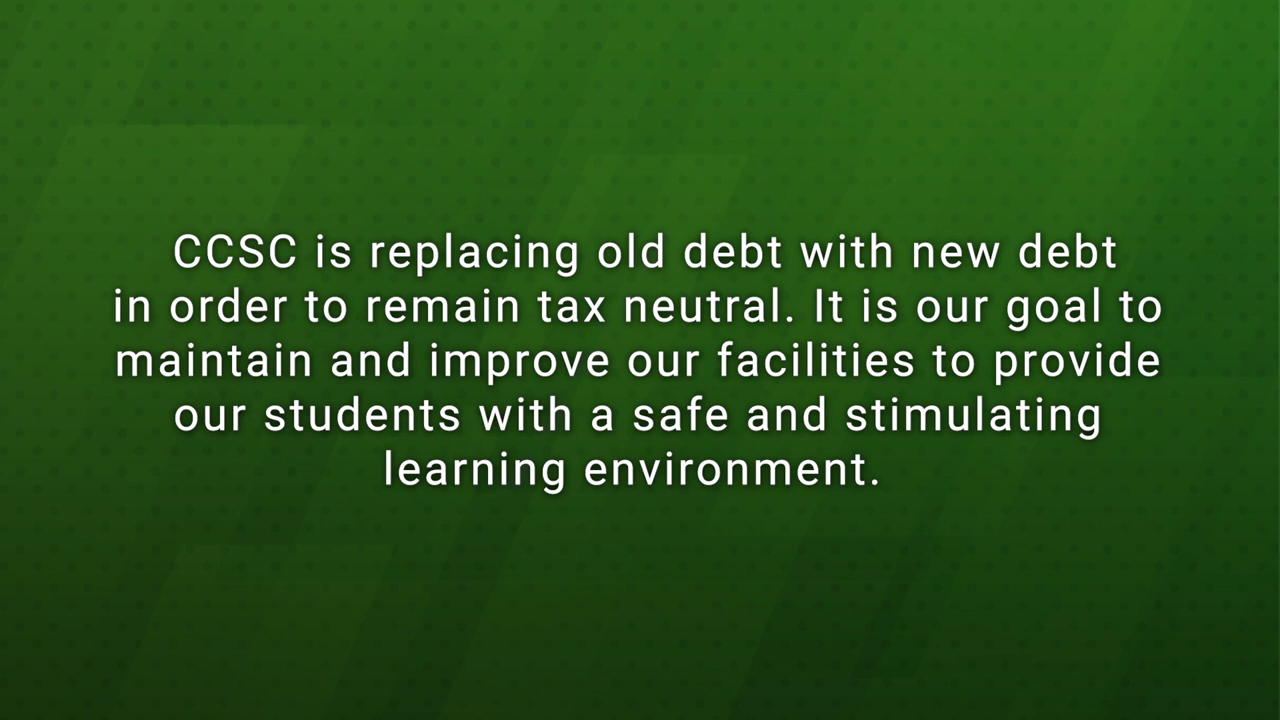 CCSC is replacing old debt with new debt
in order to remain tax neutral. It is our goal to
maintain and improve our facilities to provide
our students with a safe and stimulating
learning environment.